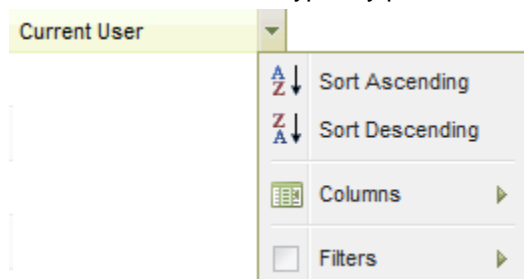 Current User
Sort Ascending
Sort Descending
Columns
Filters